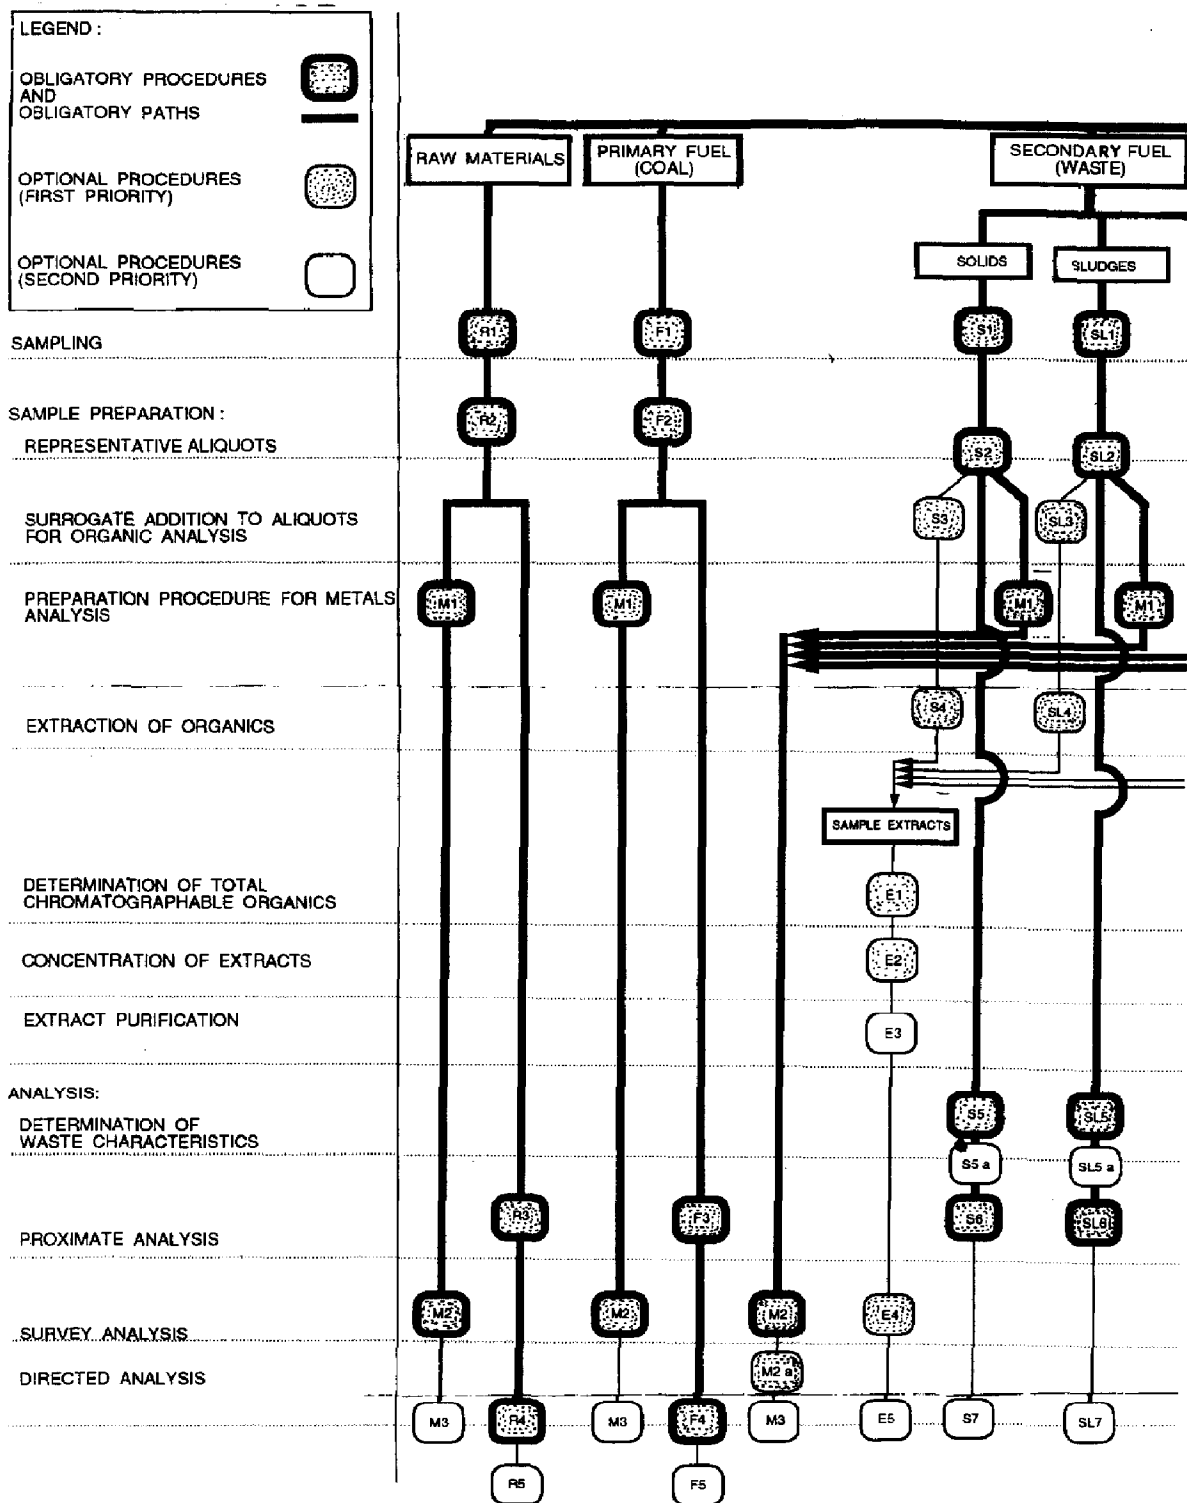 LEGEND :
OBLIGATORY PROCEDURES
AND
OBLIGATORY PATHS
OPTIONAL PROCEDURES
(FIRST PRIORITY)
OPTIONAL PROCEDURES
(SECOND PRIORITY)
RAW MATERIALS
PRIMARY FUEL
(COAL)
SECONDARY FUEL
(WASTE)
SOLIDS
SLUDGES
SAMPLING
R1
F1
S1
SL1
SAMPLE PREPARATION :
REPRESENTATIVE ALIQUOTS
R2
F2
S2
SL2
SURROGATE ADDITION TO ALIQUOTS
FOR ORGANIC ANALYSIS
S3
SL3
PREPARATION PROCEDURE FOR METALS
ANALYSIS
M1
M1
M1
M1
EXTRACTION OF ORGANICS
S4
SL4
SAMPLE EXTRACTS
DETERMINATION OF TOTAL
CHROMATOGRAPHABLE ORGANICS
E1
CONCENTRATION OF EXTRACTS
E2
EXTRACT PURIFICATION
E3
ANALYSIS:
DETERMINATION OF
WASTE CHARACTERISTICS
S5
SL5
S5 a
SL5 a
PROXIMATE ANALYSIS
R3
F3
S6
SL6
SURVEY ANALYSIS
M2
M2
M2
E4
DIRECTED ANALYSIS
M2 a
M3
R4
M3
F4
M3
E5
S7
SL7
R5
F5